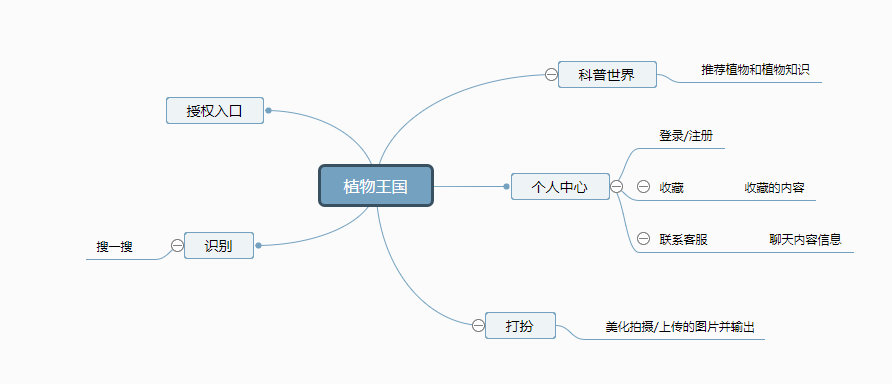 科普世界
推荐植物和植物知识
授权入口
登录/注册
植物王国
个人中心
收藏
收藏的内容
识别
搜一搜
联系客服
聊天内容信息
打扮
美化拍摄/上传的图片并输出